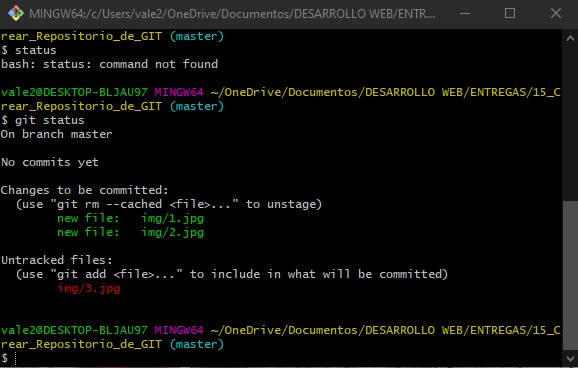 MINGW64:/c/Users/vale2/OneDrive/Documentos/DESARROLLO WEB/ENTR...
rear_Repositorio_de_GIT (master)
$ status
bash: status: command not found
vale2@DESKTOP-BLJAU97 MINGW64 ~/OneDrive/Documentos/DESARROLLO WEB/ENTREGAS/15_C
rear_Repositorio_de_GIT (master)
$ git status
On branch master
No commits yet
Changes to be committed:
(use "git rm --cached <file>..." to unstage)
new file:   img/1.jpg
new file:   img/2.jpg
Untracked files:
(use "git add <file>..." to include in what will be committed)
img/3.jpg
vale2@DESKTOP-BLJAU97 MINGW64 ~/OneDrive/Documentos/DESARROLLO WEB/ENTREGAS/15_C
rear_Repositorio_de_GIT (master)
$